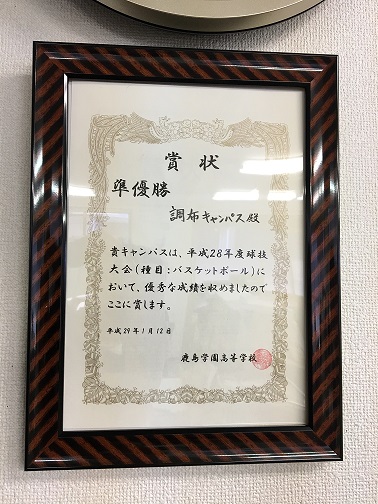 賞状
準優勝
調布キャンパス殿
貴キャンパスは、平成28年度球技
大会(種目:バスケットボール)に
おいて、優秀な成績を収めましたので
ここに賞します。
平成29年1月12日
鹿島学園高等学校